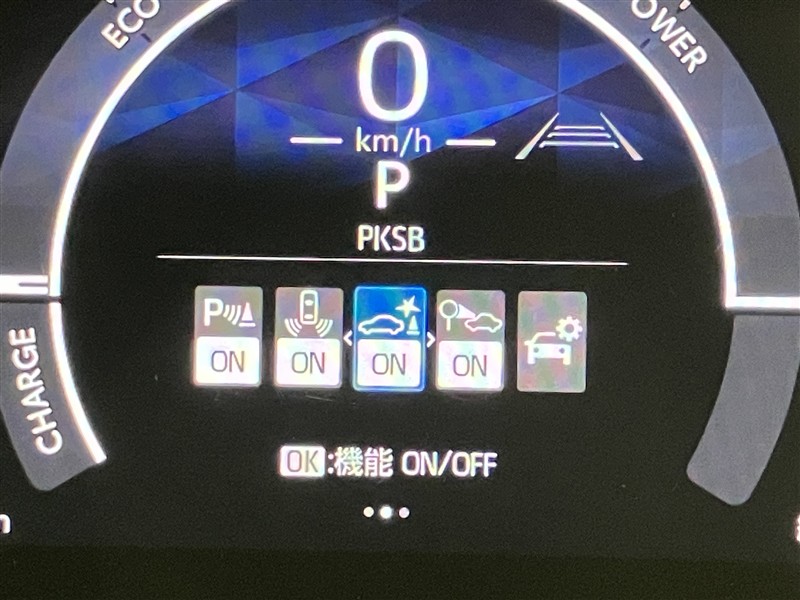 ECO
POWER
0
km/h
P
PKSB
P
ON
ON
ON
ON
CHARGE
OK:機能 ON/OFF